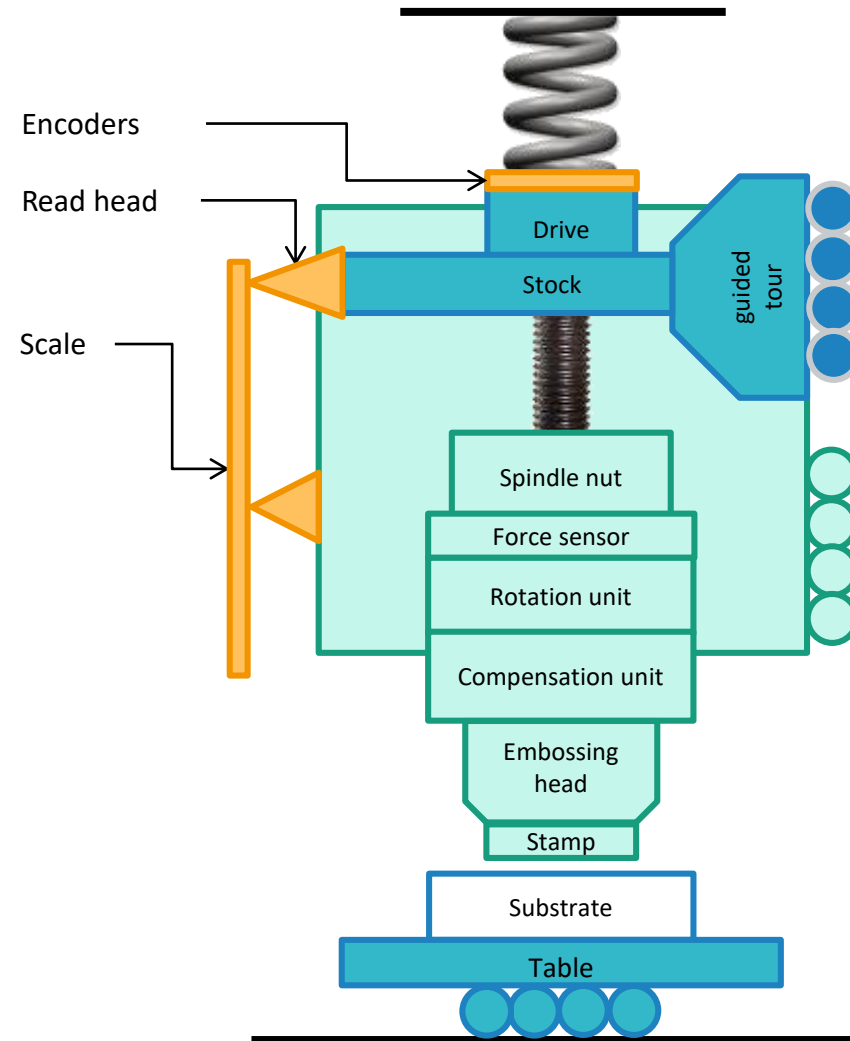 Encoders
Read head
Scale
Drive
Stock
guided
tour
Spindle nut
Force sensor
Rotation unit
Compensation unit
Embossing
head
Stamp
Substrate
Table